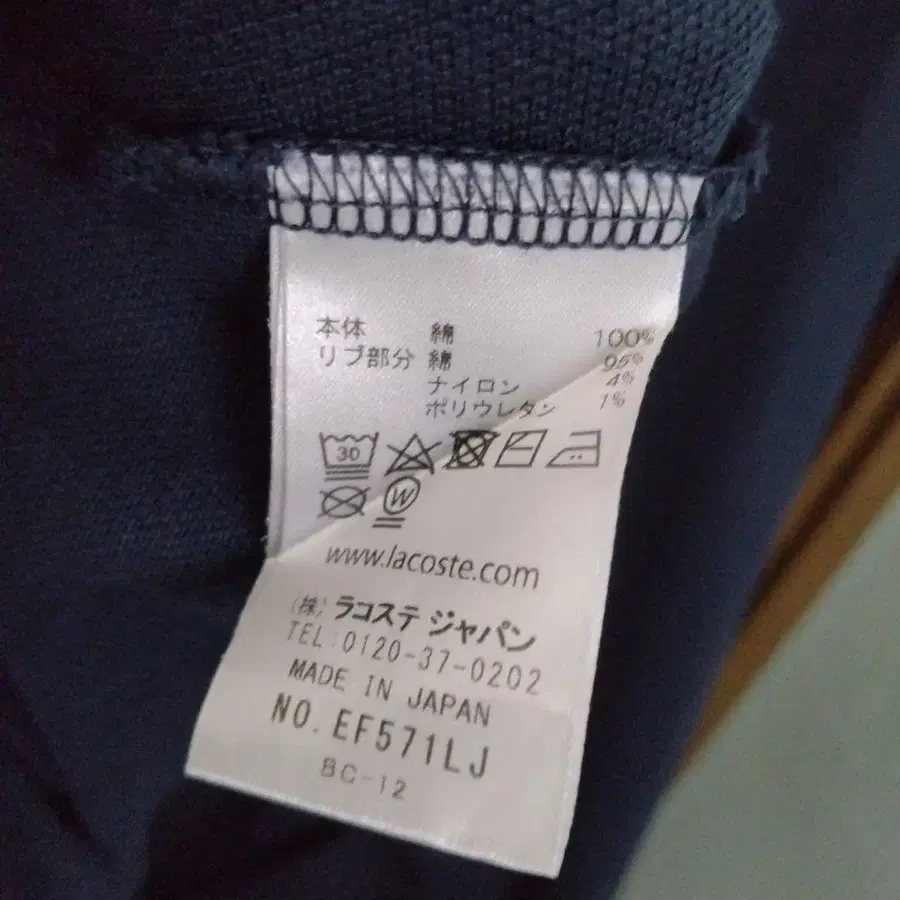 本体 綿 100%
リブ部分 綿 95%
ナイロン 4%
ポリウレタン 1%
30
W
www.lacoste.com
(株) ラコステ ジャパン
TEL:0120-37-0202
MADE IN JAPAN
NO. EF571LJ
BC-12